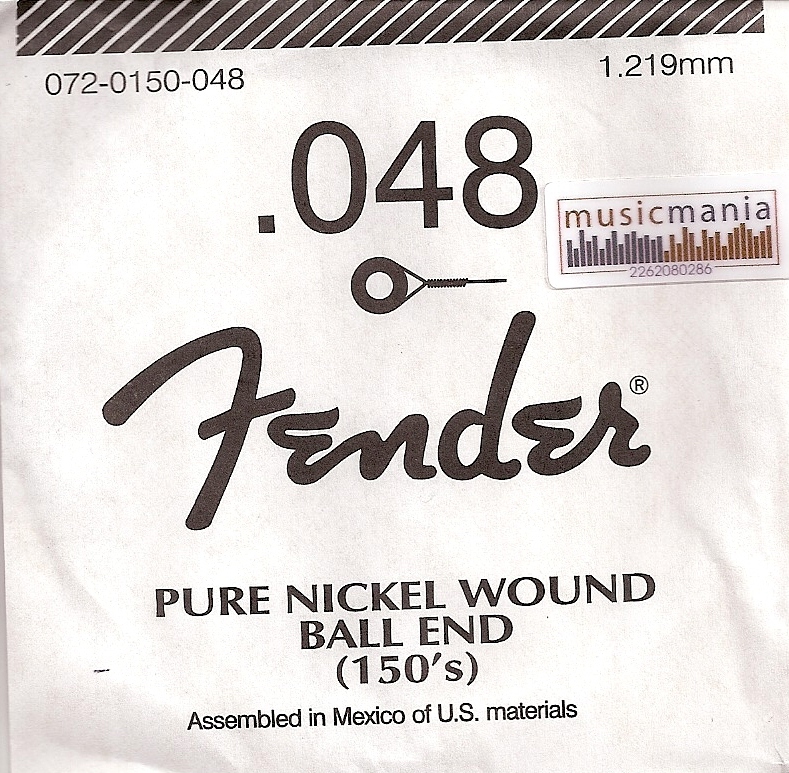 072-0150-048
1.219mm
.048
musicmania
2262080286
Fender®
PURE NICKEL WOUND
BALL END
(150's)
Assembled in Mexico of U.S. materials